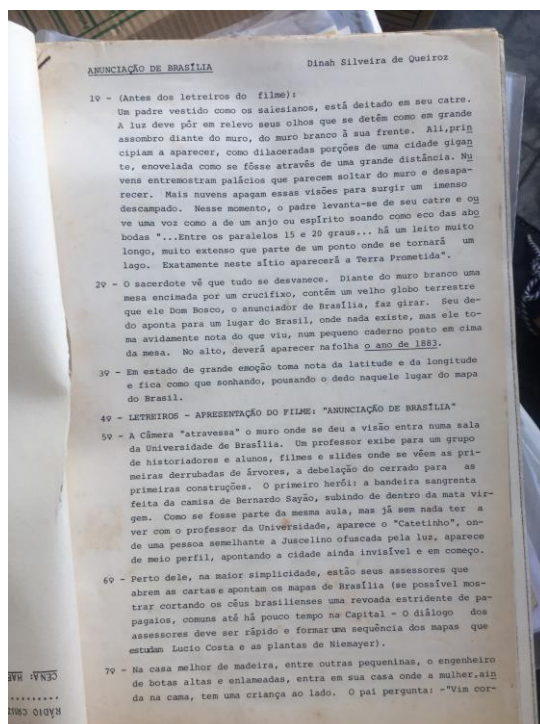 ANUNCIAÇÃO DE BRASÍLIA Dinah Silveira de Queiroz
19 - (Antes dos letreiros do filme):
Um padre vestido como os salesianos, está deitado em seu catre.
A luz deve pôr em relevo seus olhos que se detêm como em grande
assombro diante do muro, do muro branco à sua frente. Ali,prin
cipiam a aparecer, como dilaceradas porções de uma cidade gigan
te, enovelada como se fôsse através de uma grande distância. Nu
vens entremostram palácios que parecem soltar do muro e desapa-
recer. Mais nuvens apagam essas visões para surgir um imenso
descampado. Nesse momento, o padre levanta-se de seu catre e ou
ve uma voz como a de um anjo ou espírito soando como eco das abo
bodas "...Entre os paralelos 15 e 20 graus... há um leito muito
longo, muito extenso que parte de um ponto onde se tornará um
lago. Exatamente neste sítio aparecerá a Terra Prometida".
29 - O sacerdote vê que tudo se desvanece. Diante do muro branco uma
mesa encimada por um crucifixo, contém um velho globo terrestre
que ele Dom Bosco, o anunciador de Brasília, faz girar. Seu de-
do aponta para um lugar do Brasil, onde nada existe, mas ele to-
ma avidamente nota do que viu, num pequeno caderno posto em cima
da mesa. No alto, deverá aparecer na folha o ano de 1883.
39 - Em estado de grande emoção toma nota da latitude e da longitude
e fica como que sonhando, pousando o dedo naquele lugar do mapa
do Brasil.
49 - LETREIROS - APRESENTAÇÃO DO FILME: "ANUNCIAÇÃO DE BRASÍLIA"
59 - A Câmera "atravessa" o muro onde se deu a visão entra numa sala
da Universidade de Brasília. Um professor exibe para um grupo
de historiadores e alunos, filmes e slides onde se vêem as pri-
meiras derrubadas de árvores, a debelação do cerrado para as
primeiras construções. O primeiro herói: a bandeira sangrenta
feita da camisa de Bernardo Sayão, subindo de dentro da mata vir-
gem. Como se fosse parte da mesma aula, mas já sem nada ter a
ver com o professor da Universidade, aparece o "Catetinho", on-
de uma pessoa semelhante a Juscelino ofuscada pela luz, aparece
de meio perfil, apontando a cidade ainda invisível e em começo.
69 - Perto dele, na maior simplicidade, estão seus assessores que
abrem as cartas e apontam os mapas de Brasília (se possível mos-
trar cortando os céus brasilienses uma revoada estridente de pa-
pagaios, comuns até há pouco tempo na Capital - O diálogo dos
assessores deve ser rápido e formar uma sequência dos mapas que
estudam Lucio Costa e as plantas de Niemayer).
79 - Na casa melhor de madeira, entre outras pequeninas, o engenheiro
de botas altas e enlameadas, entra em sua casa onde a mulher,ain
da na cama, tem uma criança ao lado. O pai pergunta: -"Vim cor-
CENA:
RÁDIO